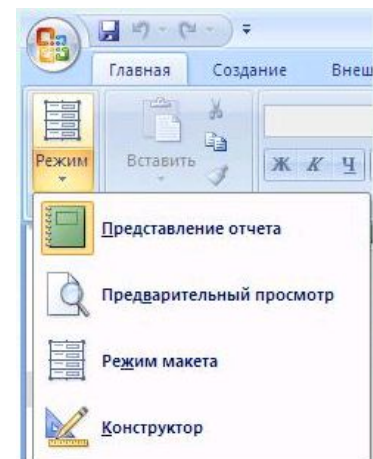 Главная Создание Внеш
Режим Вставить Ж К Ч
Представление отчета
Предварительный просмотр
Режим макета
Конструктор